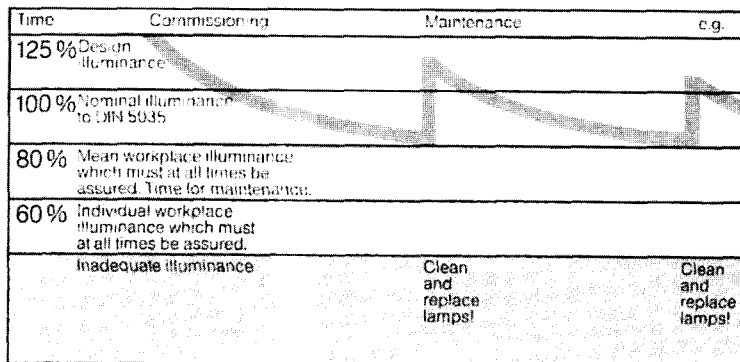 Time Commissioning Maintenance e.g.
125% Design
illuminance
100% Nominal illuminance
to DIN 5035
80% Mean workplace illuminance
which must at all times be
assured. Time for maintenance.
60% Individual workplace
illuminance which must
at all times be assured.
Inadequate illuminance Clean Clean
and and
replace replace
lamps! lamps!